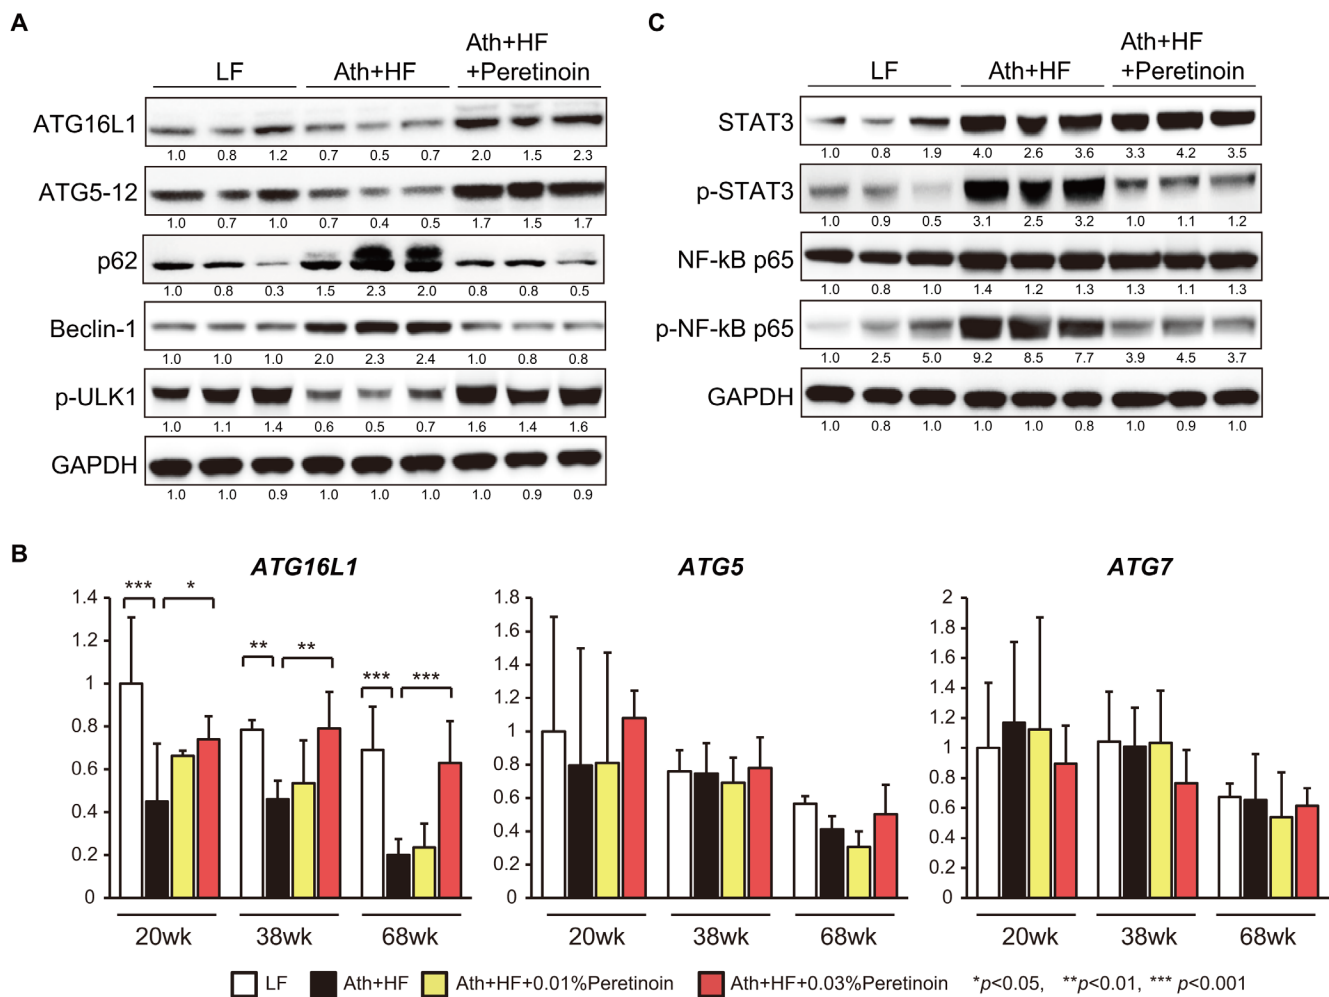 A
LF Ath+HF Ath+HF
+Peretinoin
ATG16L1
1.0 0.8 1.2 0.7 0.5 0.7 2.0 1.5 2.3
ATG5-12
1.0 0.7 1.0 0.7 0.4 0.5 1.7 1.5 1.7
p62
1.0 0.8 0.3 1.5 2.3 2.0 0.8 0.8 0.5
Beclin-1
1.0 1.0 1.0 2.0 2.3 2.4 1.0 0.8 0.8
p-ULK1
1.0 1.1 1.4 0.6 0.5 0.7 1.6 1.4 1.6
GAPDH
1.0 1.0 0.9 1.0 1.0 1.0 1.0 0.9 0.9
C
LF Ath+HF Ath+HF
+Peretinoin
STAT3
1.0 0.8 1.9 4.0 2.6 3.6 3.3 4.2 3.5
p-STAT3
1.0 0.9 0.5 3.1 2.5 3.2 1.0 1.1 1.2
NF-kB p65
1.0 0.8 1.0 1.4 1.2 1.3 1.3 1.1 1.3
p-NF-kB p65
1.0 2.5 5.0 9.2 8.5 7.7 3.9 4.5 3.7
GAPDH
1.0 0.8 1.0 1.0 1.0 0.8 1.0 0.9 1.0
B
ATG16L1
1.4
1.2
1
0.8
0.6
0.4
0.2
0
*** *
** **
*** ***
20wk 38wk 68wk
ATG5
1.8
1.6
1.4
1.2
1
0.8
0.6
0.4
0.2
0
20wk 38wk 68wk
ATG7
2
1.8
1.6
1.4
1.2
1
0.8
0.6
0.4
0.2
0
20wk 38wk 68wk
LF Ath+HF Ath+HF+0.01%Peretinoin Ath+HF+0.03%Peretinoin *p<0.05, **p<0.01, *** p<0.001